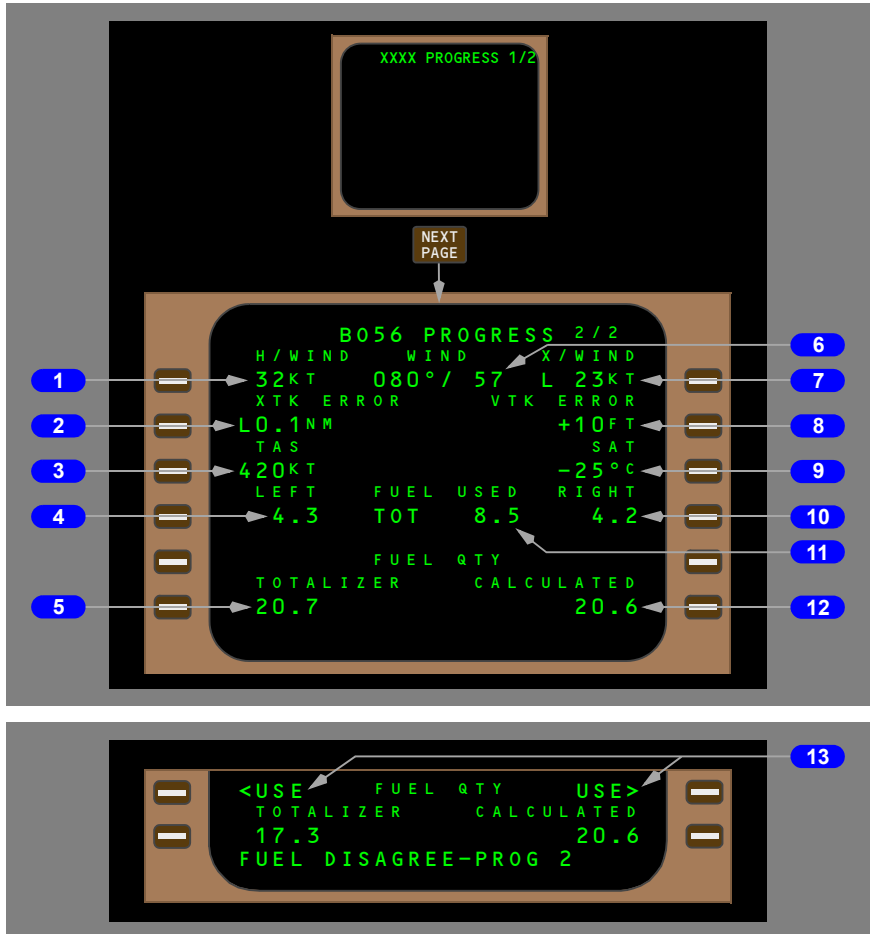 XXXX PROGRESS 1/2
NEXT
PAGE
BO56 PROGRESS 2/2
H/WIND WIND X/WIND
6
1 32KT 080°/ 57 L 23KT 7
XTK ERROR VTK ERROR
2 L0.1NM +10FT 8
TAS SAT
3 420KT -25°C 9
LEFT FUEL USED RIGHT
4 4.3 TOT 8.5 4.2 10
11
FUEL QTY
TOTALIZER CALCULATED
5 20.7 20.6 12
13
<USE FUEL QTY USE>
TOTALIZER CALCULATED
17.3 20.6
FUEL DISAGREE-PROG 2